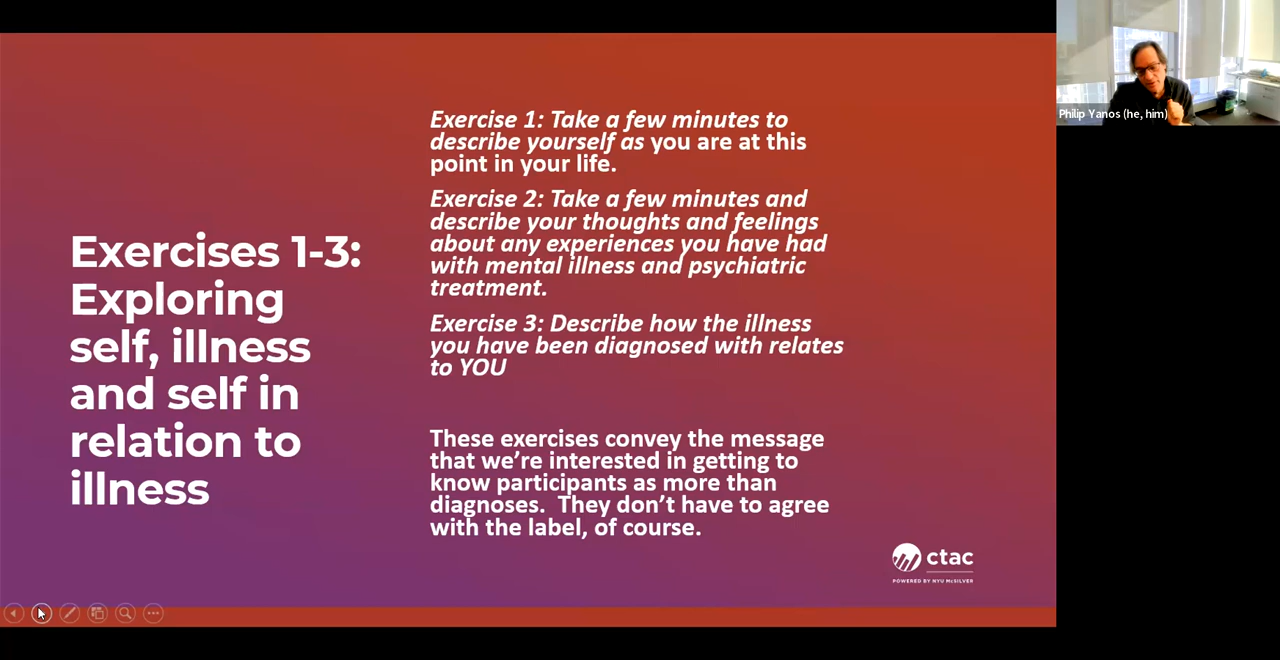 Exercises 1-3:
Exploring
self, illness
and self in
relation to
illness
Exercise 1: Take a few minutes to
describe yourself as you are at this
point in your life.
Exercise 2: Take a few minutes and
describe your thoughts and feelings
about any experiences you have had
with mental illness and psychiatric
treatment.
Exercise 3: Describe how the illness
you have been diagnosed with relates
to YOU
These exercises convey the message
that we’re interested in getting to
know participants as more than
diagnoses.  They don’t have to agree
with the label, of course.
ctac
POWERED BY NYU McSILVER
Philip Yanos (he, him)